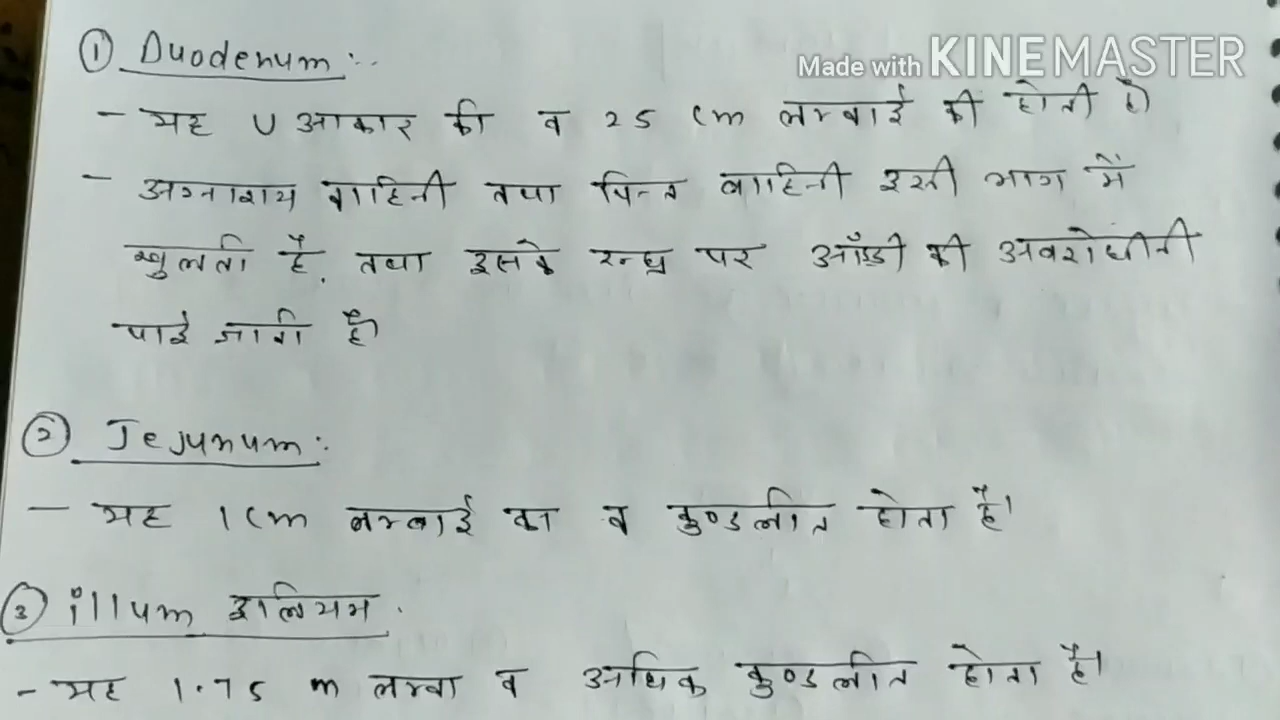 ① Duodenum:-
Made with KINEMASTER
- यह U आकार की व 25 cm लम्बाई की होती है।
- अग्नाशय वाहिनी तथा पित्त वाहिनी इसी भाग में
खुलती है, तथा इसके रन्ध्र पर ऑड्डी की अवरोधीनी
पाई जाती है।
② Jejunum:
- यह 1 cm लम्बाई का व कुण्डलीत होता है।
③ illum इलियम.
- यह 1.75 m लम्बा व अधिक कुण्डलीत होता है।